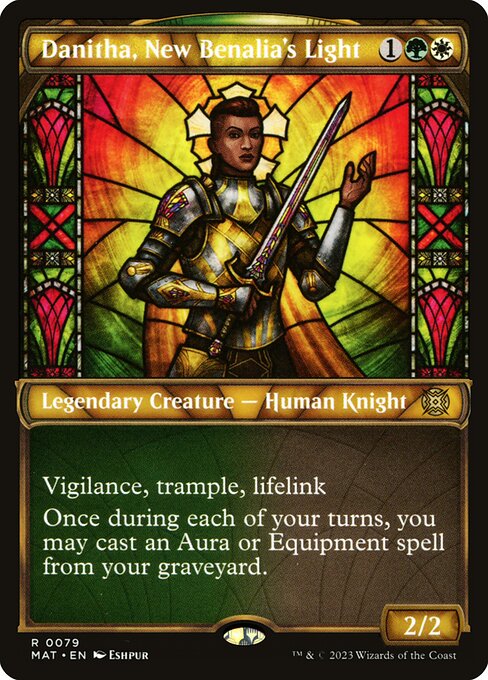 Danitha, New Benalia's Light 1
Legendary Creature — Human Knight
Vigilance, trample, lifelink
Once during each of your turns, you
may cast an Aura or Equipment spell
from your graveyard.
2/2
R 0079
MAT • EN Eshpur
™ & © 2023 Wizards of the Coast